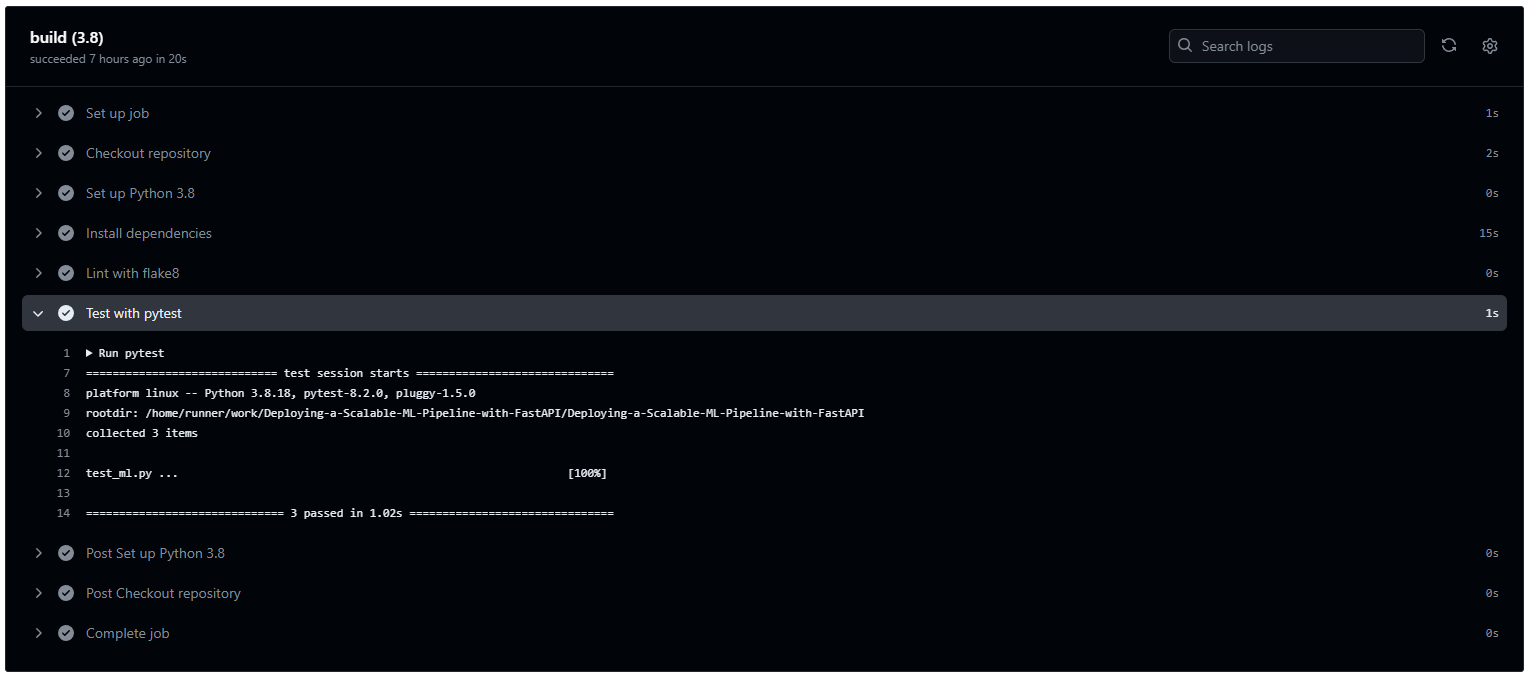 build (3.8)
succeeded 7 hours ago in 20s
Search logs
Set up job 1s
Checkout repository 2s
Set up Python 3.8 0s
Install dependencies 15s
Lint with flake8 0s
Test with pytest 1s
1 Run pytest
7 ============================= test session starts ==============================
8 platform linux -- Python 3.8.18, pytest-8.2.0, pluggy-1.5.0
9 rootdir: /home/runner/work/Deploying-a-Scalable-ML-Pipeline-with-FastAPI/Deploying-a-Scalable-ML-Pipeline-with-FastAPI
10 collected 3 items
11
12 test_ml.py ... [100%]
13
14 ============================== 3 passed in 1.02s ===============================
Post Set up Python 3.8 0s
Post Checkout repository 0s
Complete job 0s